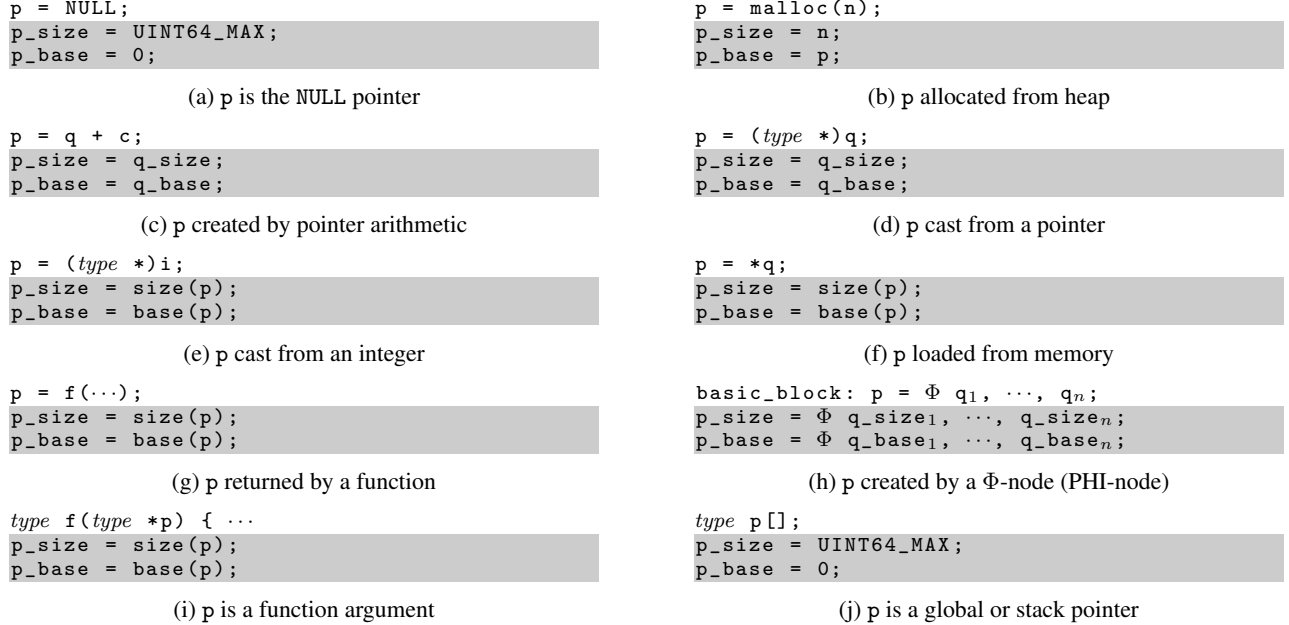 p = NULL;
p_size = UINT64_MAX;
p_base = 0;
(a) p is the NULL pointer
p = malloc(n);
p_size = n;
p_base = p;
(b) p allocated from heap
p = q + c;
p_size = q_size;
p_base = q_base;
(c) p created by pointer arithmetic
p = (type *)q;
p_size = q_size;
p_base = q_base;
(d) p cast from a pointer
p = (type *)i;
p_size = size(p);
p_base = base(p);
(e) p cast from an integer
p = *q;
p_size = size(p);
p_base = base(p);
(f) p loaded from memory
p = f(···);
p_size = size(p);
p_base = base(p);
(g) p returned by a function
basic_block: p = Φ q₁, ···, qₙ;
p_size = Φ q_size₁, ···, q_sizeₙ;
p_base = Φ q_base₁, ···, q_baseₙ;
(h) p created by a Φ-node (PHI-node)
type f(type *p) { ···
p_size = size(p);
p_base = base(p);
(i) p is a function argument
type p[];
p_size = UINT64_MAX;
p_base = 0;
(j) p is a global or stack pointer